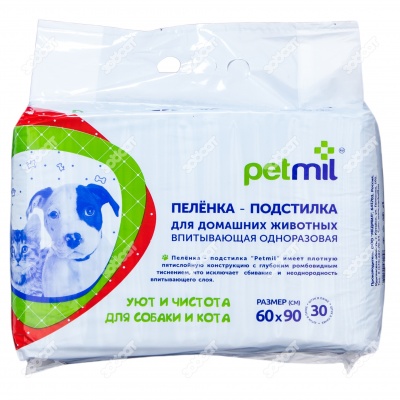 petmil
ПЕЛЁНКА - ПОДСТИЛКА
ДЛЯ ДОМАШНИХ ЖИВОТНЫХ
ВПИТЫВАЮЩАЯ ОДНОРАЗОВАЯ
Пелёнка - подстилка "Petmil" имеет плотную
пятислойную конструкцию с глубоким ромбовидным
тиснением, что исключает сбивание и неоднородность
впитывающего слоя.
УЮТ И ЧИСТОТА
ДЛЯ СОБАКИ И КОТА
РАЗМЕР (СМ)
60х90
30